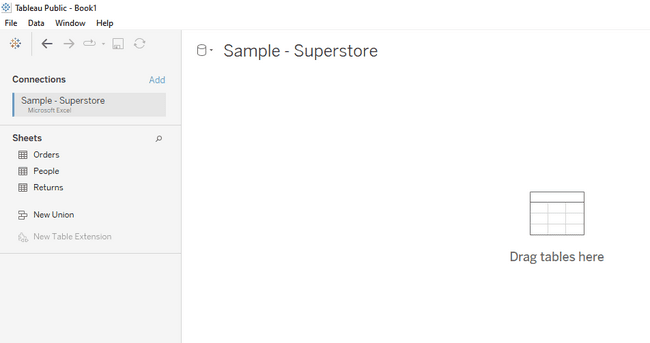 Tableau Public - Book1
File Data Window Help
Connections Add
Sample - Superstore
Microsoft Excel
Sheets
Orders
People
Returns
New Union
New Table Extension
Sample - Superstore
Drag tables here